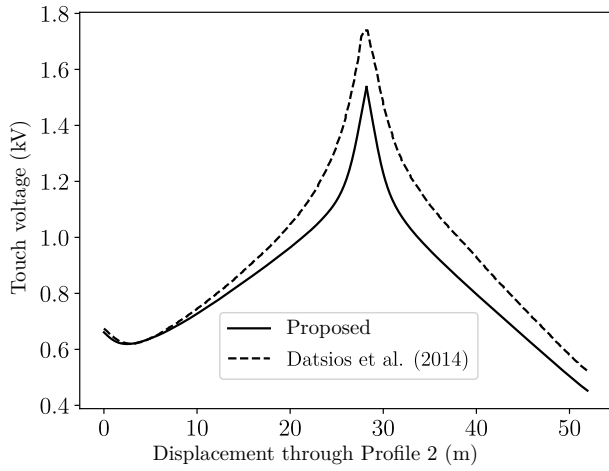 1.8
1.6
1.4
1.2
1.0
0.8
0.6
0.4
Touch voltage (kV)
Proposed
Datsios et al. (2014)
0 10 20 30 40 50
Displacement through Profile 2 (m)